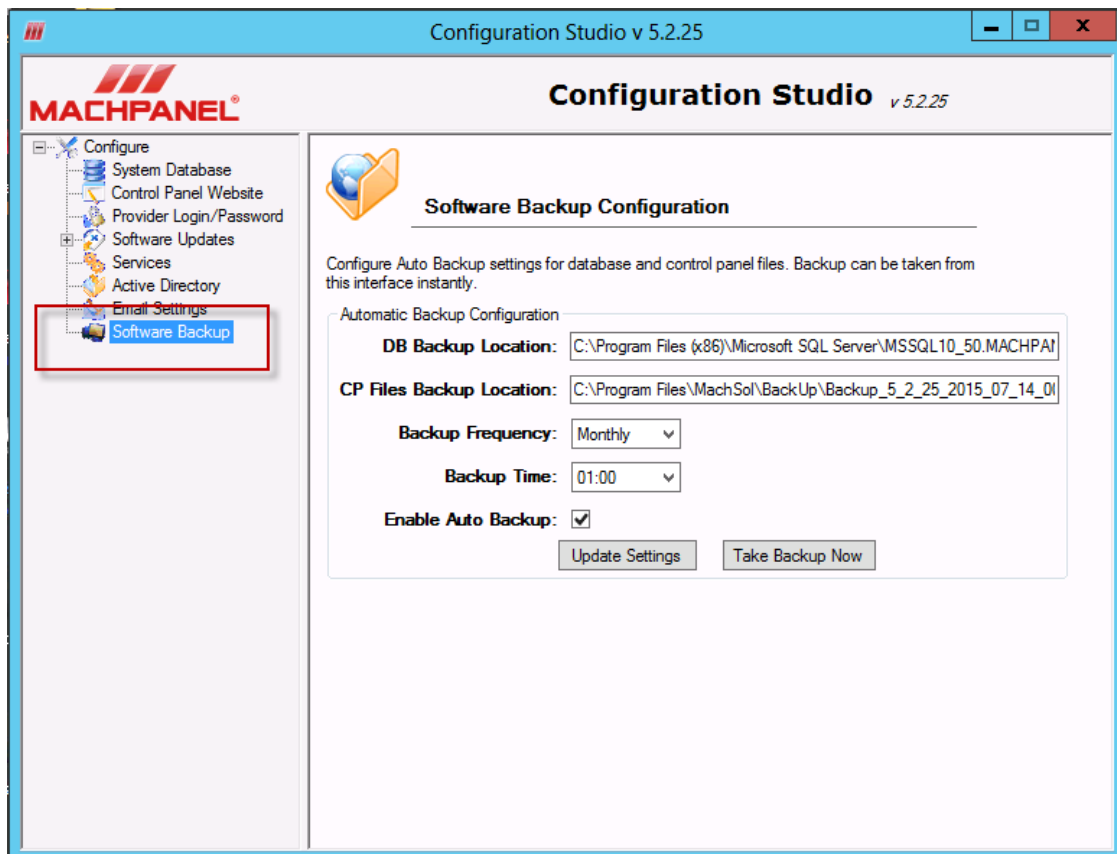 Configuration Studio v 5.2.25
MACHPANEL®
Configuration Studio v 5.2.25
Configure
System Database
Control Panel Website
Provider Login/Password
Software Updates
Services
Active Directory
Email Settings
Software Backup
Software Backup Configuration
Configure Auto Backup settings for database and control panel files. Backup can be taken from
this interface instantly.
Automatic Backup Configuration
DB Backup Location: C:\Program Files (x86)\Microsoft SQL Server\MSSQL10_50.MACHPAN
CP Files Backup Location: C:\Program Files\MachSol\BackUp\Backup_5_2_25_2015_07_14_0
Backup Frequency: Monthly
Backup Time: 01:00
Enable Auto Backup:
Update Settings Take Backup Now